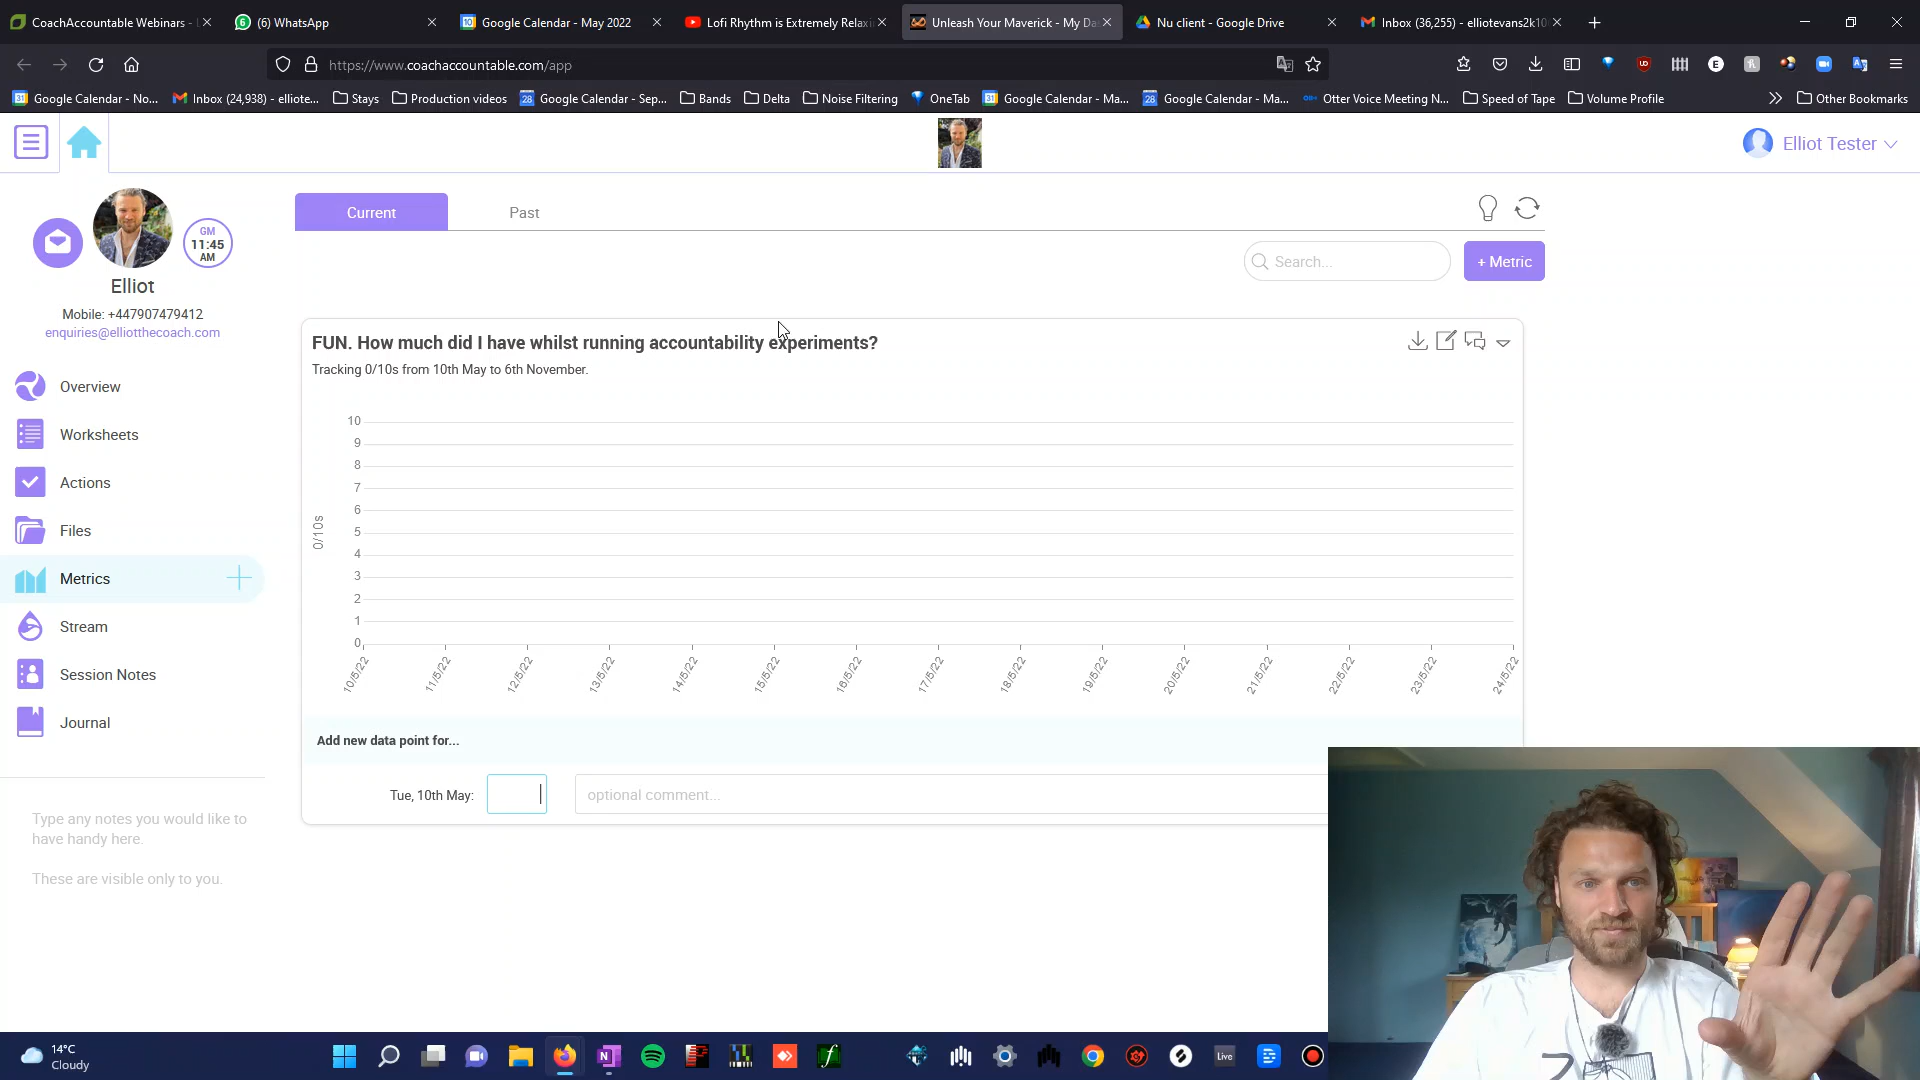 CoachAccountable Webinars -
(6) WhatsApp
Google Calendar - May 2022
Lofi Rhythm is Extremely Relaxi
Unleash Your Maverick - My Da
Nu client - Google Drive
Inbox (36,255) - elliotevans2k10
https://www.coachaccountable.com/app
Google Calendar - No...
Inbox (24,938) - elliote...
Stays
Production videos
Google Calendar - Sep...
Bands
Delta
Noise Filtering
OneTab
Google Calendar - Ma...
Google Calendar - Ma...
Otter Voice Meeting N...
Speed of Tape
Volume Profile
Other Bookmarks
Elliot Tester
GM
11:45
AM
Elliot
Mobile: +447907479412
enquiries@elliotthecoach.com
Overview
Worksheets
Actions
Files
Metrics
Stream
Session Notes
Journal
Type any notes you would like to
have handy here.
These are visible only to you.
Current
Past
Search...
+ Metric
FUN. How much did I have whilst running accountability experiments?
Tracking 0/10s from 10th May to 6th November.
0/10s
10
9
8
7
6
5
4
3
2
1
0
10/5/22
11/5/22
12/5/22
13/5/22
14/5/22
15/5/22
16/5/22
17/5/22
18/5/22
19/5/22
20/5/22
21/5/22
22/5/22
23/5/22
24/5/22
Add new data point for...
Tue, 10th May:
optional comment...
14°C
Cloudy
Live